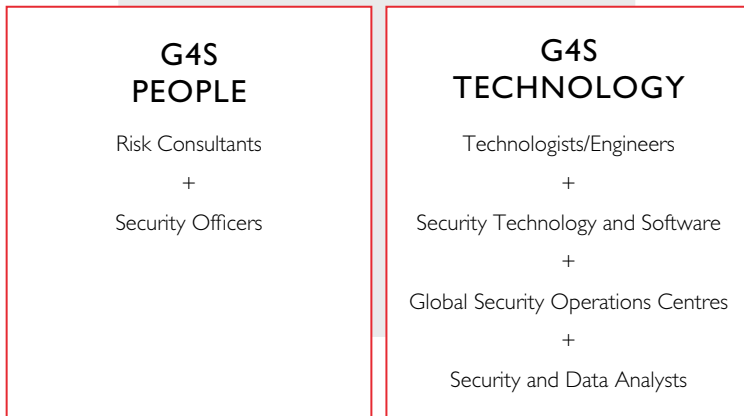 G4S
PEOPLE
Risk Consultants
+
Security Officers
G4S
TECHNOLOGY
Technologists/Engineers
+
Security Technology and Software
+
Global Security Operations Centres
+
Security and Data Analysts